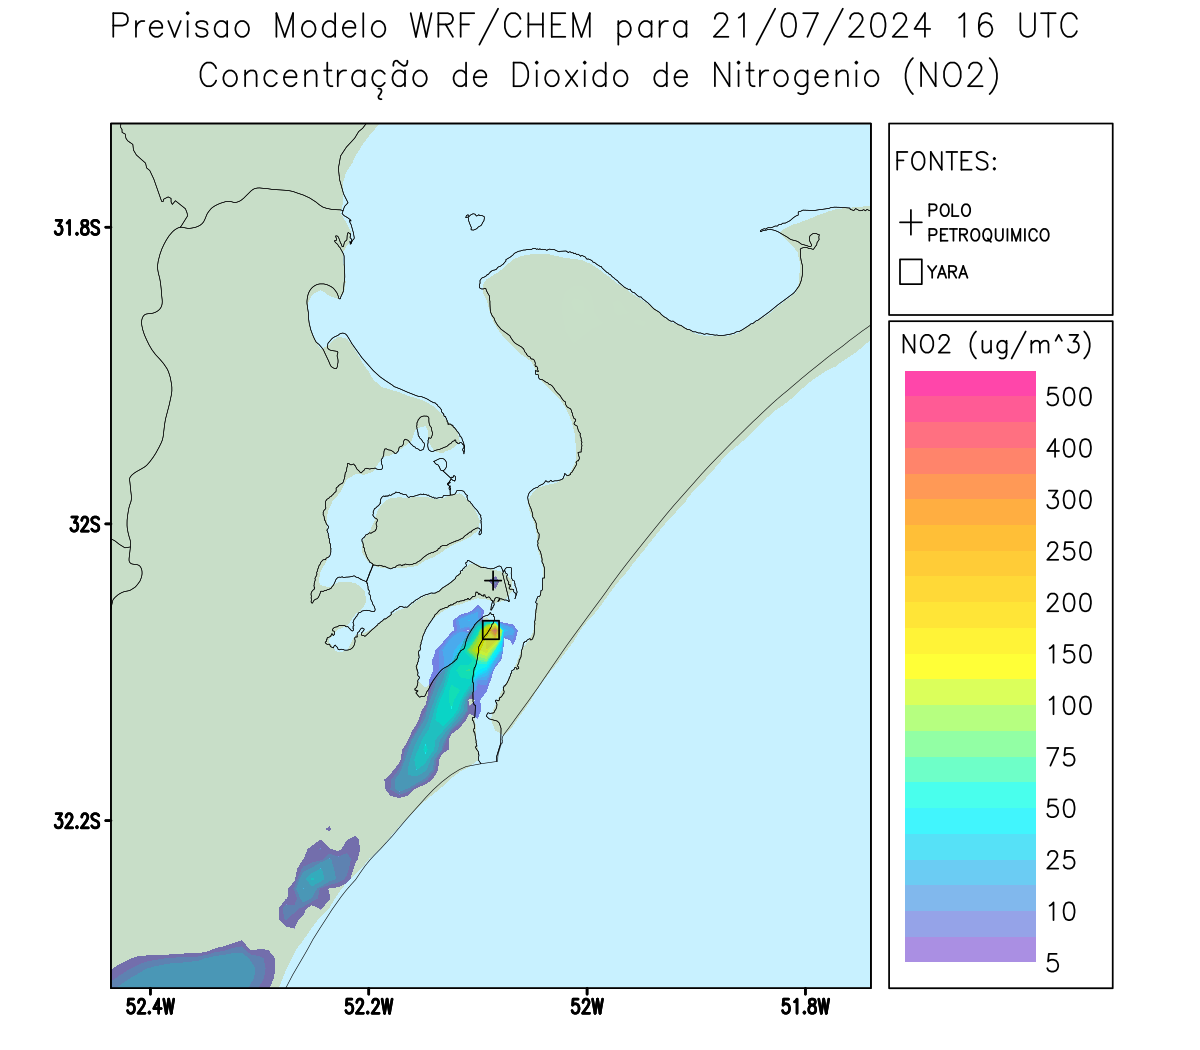 Previsao Modelo WRF/CHEM para 21/07/2024 16 UTC
Concentração de Dioxido de Nitrogenio (NO2)
FONTES:
POLO
PETROQUIMICO
YARA
NO2 (ug/m^3)
500
400
300
250
200
150
100
75
50
25
10
5
31.8S
32S
32.2S
52.4W
52.2W
52W
51.8W